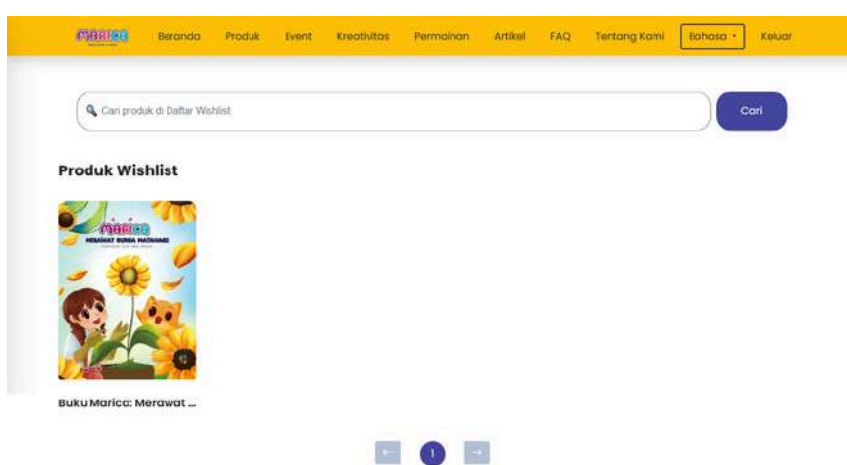 MARICA Beranda Produk Event Kreativitas Permainan Artikel FAQ Tentang Kami Bahasa Keluar
Cari produk di Daftar Wishlist
Cari
Produk Wishlist
MARICA
MERAWAT BUNGA MATAHARI
Buku Marica: Merawat ...
← 1 →